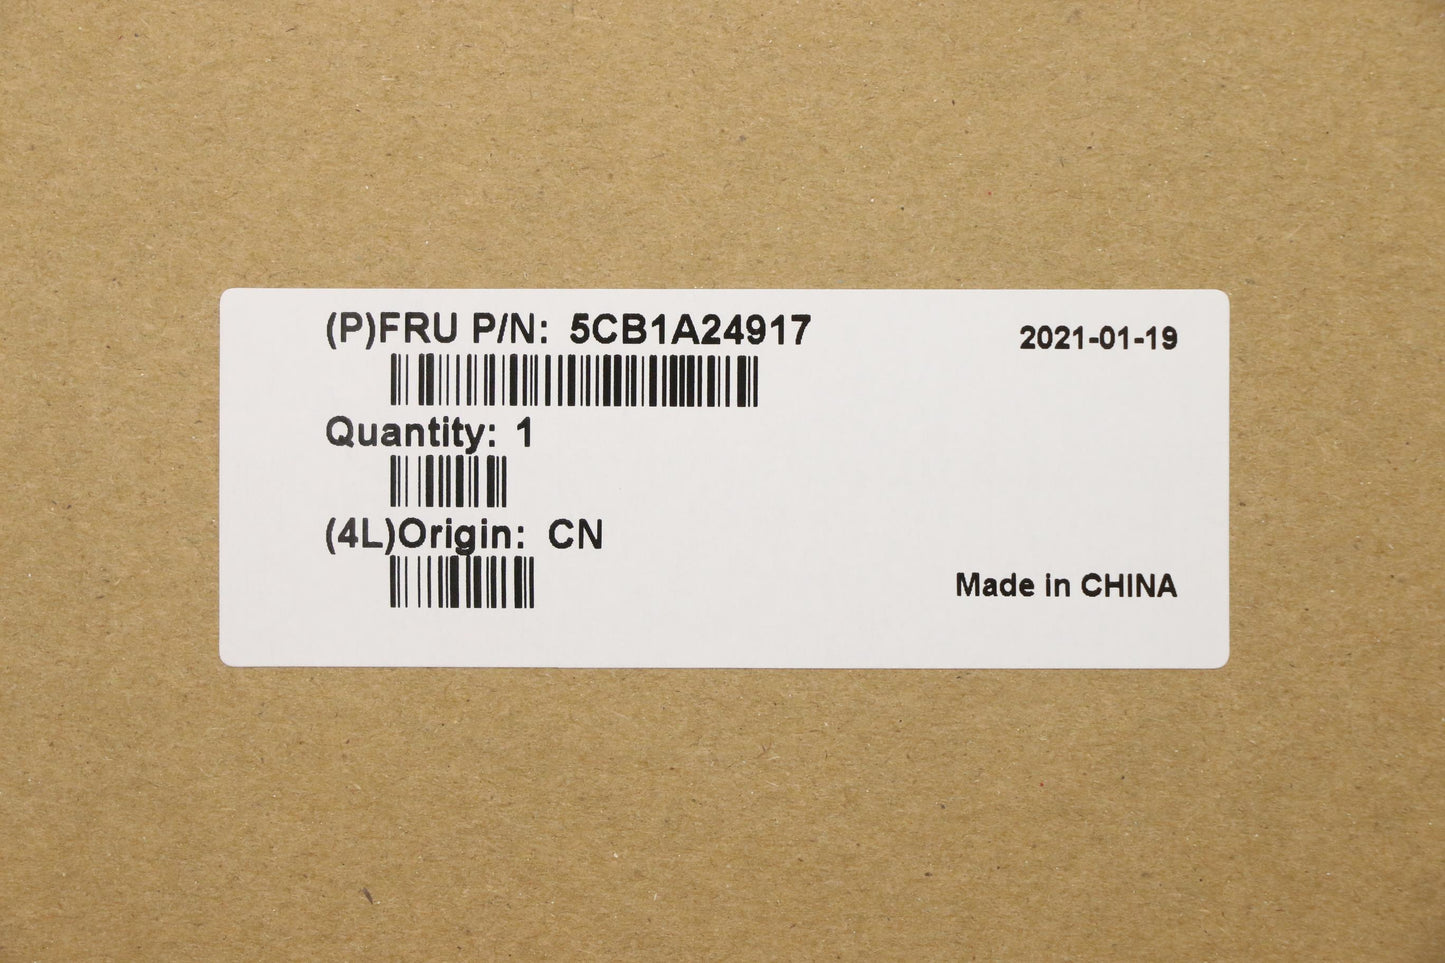 (P)FRU P/N: 5CB1A24917
2021-01-19
Quantity: 1
(4L)Origin: CN
Made in CHINA